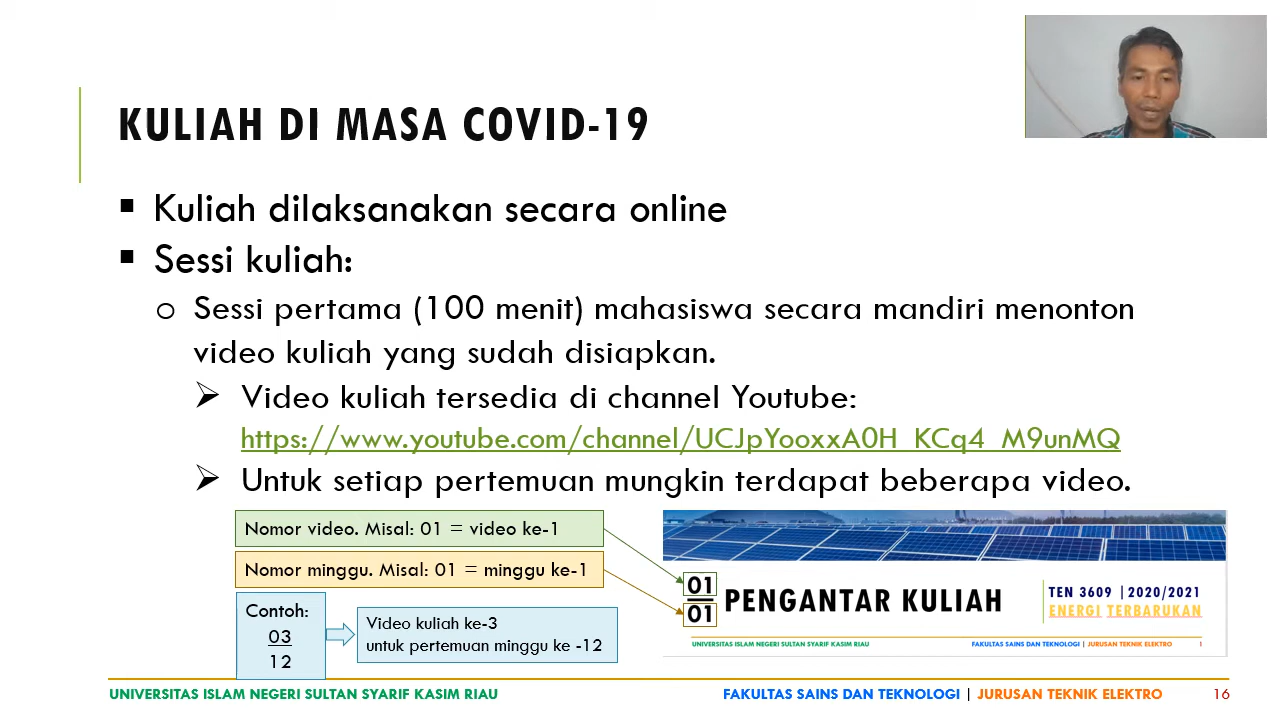 KULIAH DI MASA COVID-19
▪ Kuliah dilaksanakan secara online
▪ Sessi kuliah:
o Sessi pertama (100 menit) mahasiswa secara mandiri menonton
video kuliah yang sudah disiapkan.
➢ Video kuliah tersedia di channel Youtube:
https://www.youtube.com/channel/UCJpYooxxA0H_KCq4_M9unMQ
➢ Untuk setiap pertemuan mungkin terdapat beberapa video.
Nomor video. Misal: 01 = video ke-1
Nomor minggu. Misal: 01 = minggu ke-1
Contoh:
03
12
Video kuliah ke-3
untuk pertemuan minggu ke -12
01
01
PENGANTAR KULIAH
TEN 3609 | 2020/2021
ENERGI TERBARUKAN
UNIVERSITAS ISLAM NEGERI SULTAN SYARIF KASIM RIAU
FAKULTAS SAINS DAN TEKNOLOGI | JURUSAN TEKNIK ELEKTRO
1
UNIVERSITAS ISLAM NEGERI SULTAN SYARIF KASIM RIAU
FAKULTAS SAINS DAN TEKNOLOGI | JURUSAN TEKNIK ELEKTRO
16